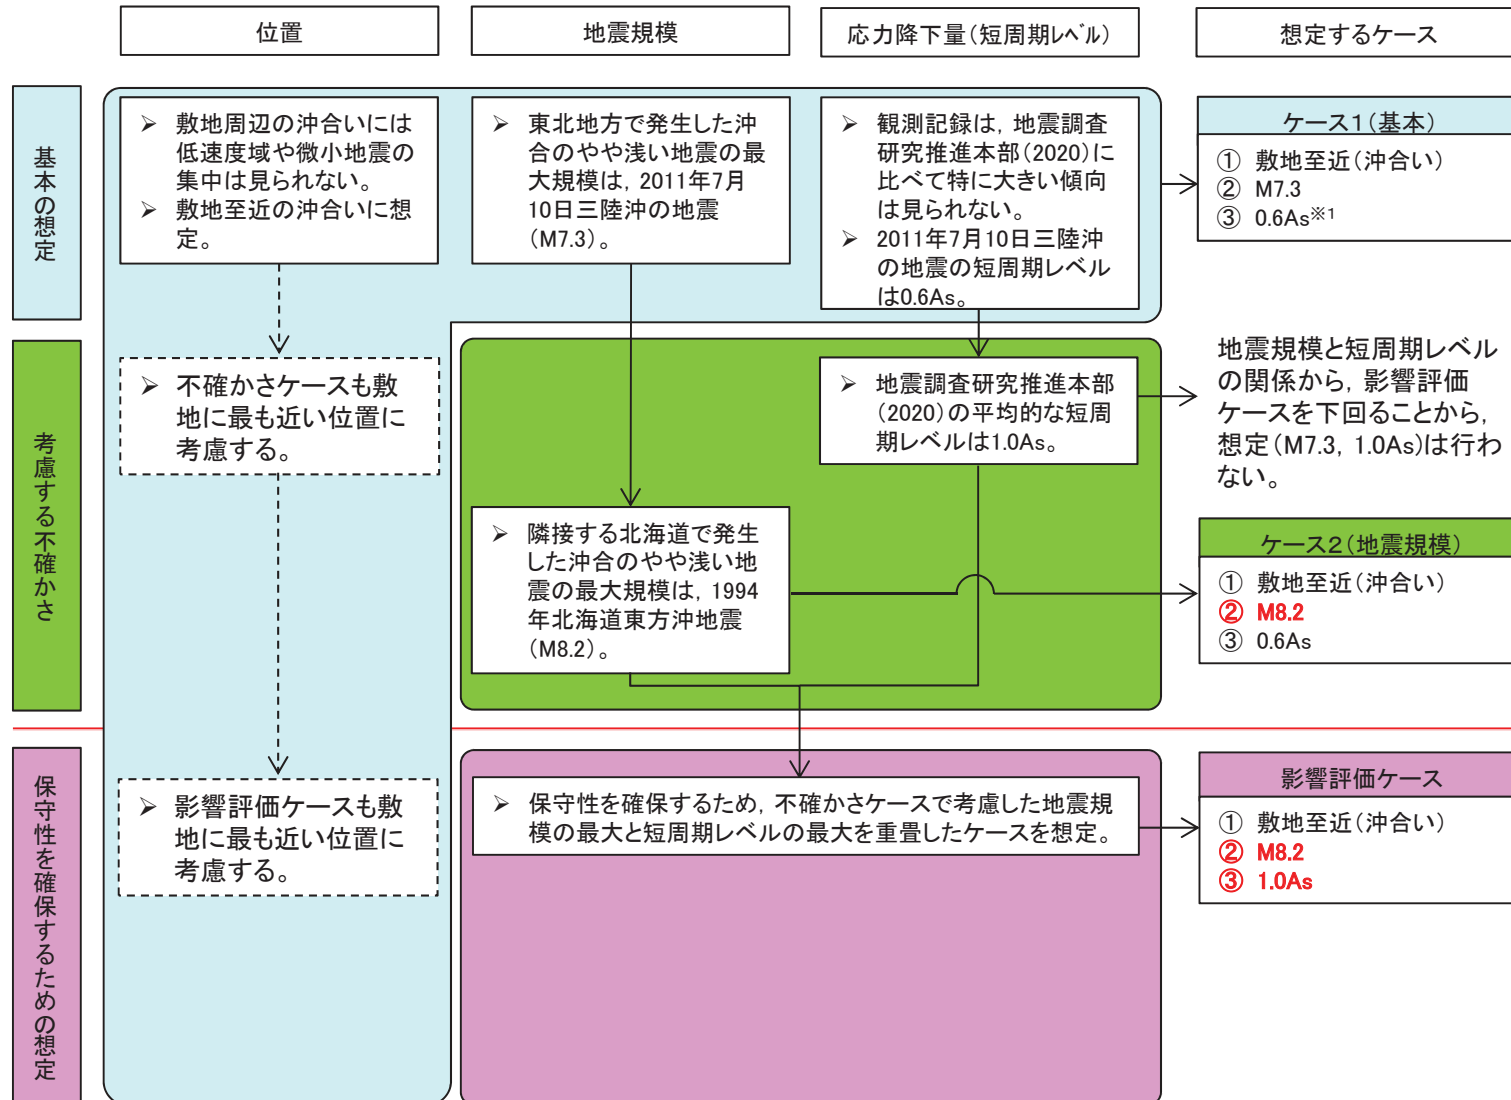 位置
地震規模
応力降下量(短周期ﾚﾍﾞﾙ)
想定するケース
基本の想定
➢ 敷地周辺の沖合いには
低速度域や微小地震の
集中は見られない。
➢ 敷地至近の沖合いに想
定。
➢ 東北地方で発生した沖
合のやや浅い地震の最
大規模は，2011年7月
10日三陸沖の地震
(M7.3)。
➢ 観測記録は，地震調査
研究推進本部(2020)に
比べて特に大きい傾向
は見られない。
➢ 2011年7月10日三陸沖
の地震の短周期レベル
は0.6As。
ケース1(基本)
① 敷地至近(沖合い)
② M7.3
③ 0.6As※1
考慮する不確かさ
➢ 不確かさケースも敷
地に最も近い位置に
考慮する。
➢ 地震調査研究推進本部
(2020)の平均的な短周
期レベルは1.0As。
地震規模と短周期レベル
の関係から，影響評価
ケースを下回ることから，
想定(M7.3，1.0As)は行わ
ない。
➢ 隣接する北海道で発生
した沖合のやや浅い地
震の最大規模は，1994
年北海道東方沖地震
(M8.2)。
ケース2(地震規模)
① 敷地至近(沖合い)
② M8.2
③ 0.6As
保守性を確保するための想定
➢ 影響評価ケースも敷
地に最も近い位置に
考慮する。
➢ 保守性を確保するため，不確かさケースで考慮した地震規
模の最大と短周期レベルの最大を重畳したケースを想定。
影響評価ケース
① 敷地至近(沖合い)
② M8.2
③ 1.0As